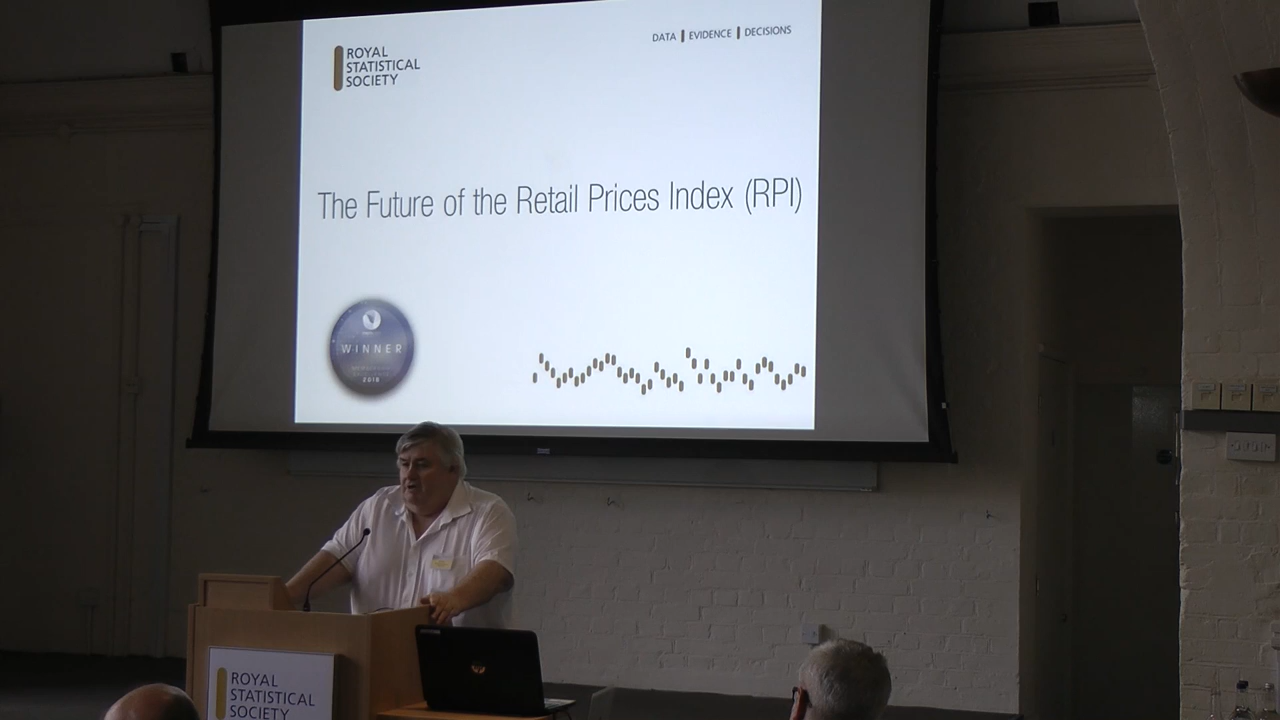 ROYAL
STATISTICAL
SOCIETY
DATA | EVIDENCE | DECISIONS
The Future of the Retail Prices Index (RPI)
WINNER
2018
ROYAL
STATISTICAL
SOCIETY